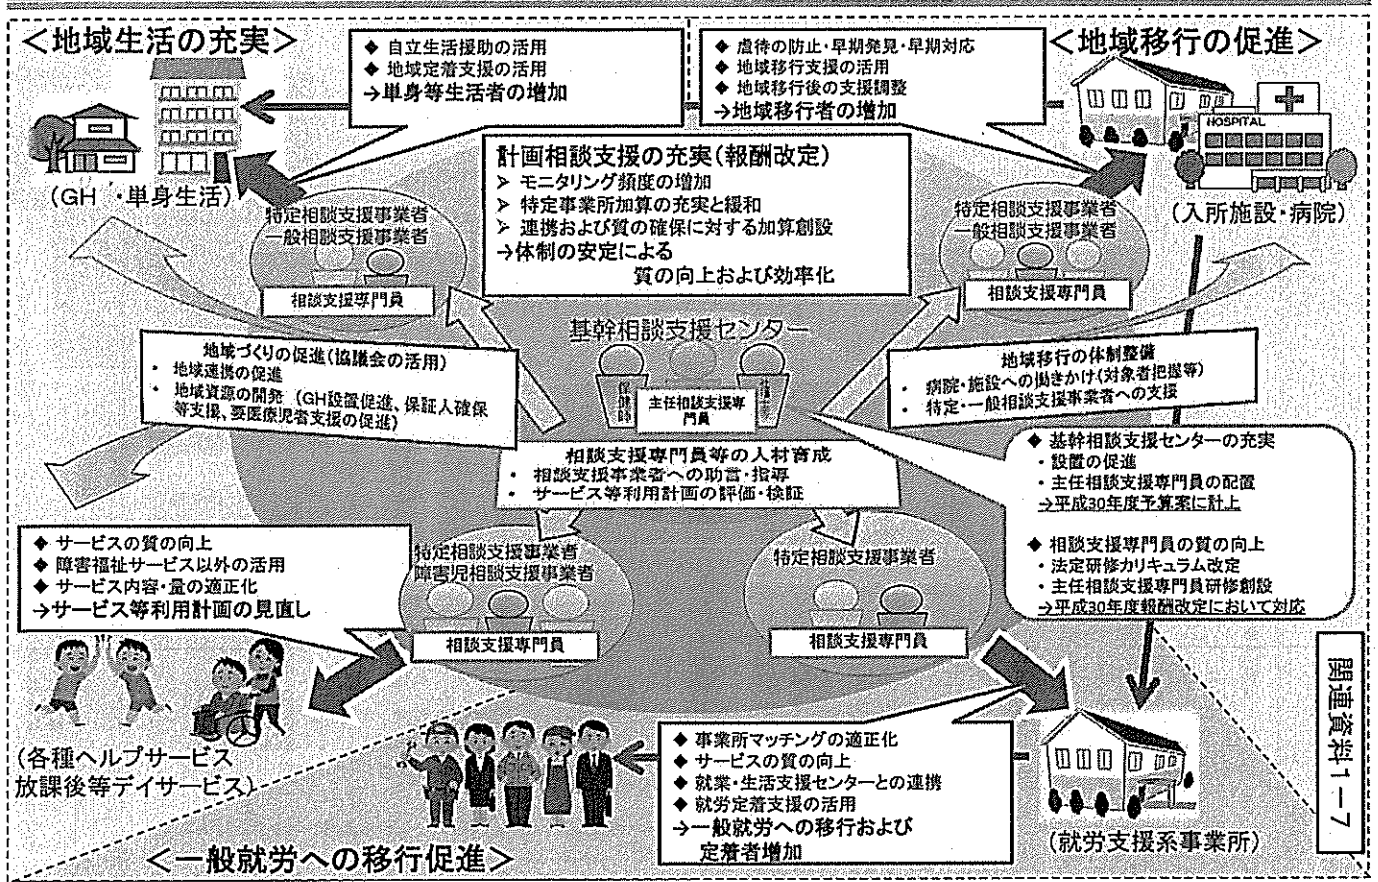 ＜地域生活の充実＞
◆ 自立生活援助の活用
◆ 地域定着支援の活用
→単身等生活者の増加
◆ 虐待の防止・早期発見・早期対応
◆ 地域移行支援の活用
◆ 地域移行後の支援調整
→地域移行者の増加
＜地域移行の促進＞
HOSPITAL
(GH ・単身生活)
(入所施設・病院)
計画相談支援の充実(報酬改定)
➢ モニタリング頻度の増加
➢ 特定事業所加算の充実と緩和
➢ 連携および質の確保に対する加算創設
→体制の安定による
質の向上および効率化
特定相談支援事業者
一般相談支援事業者
相談支援専門員
特定相談支援事業者
一般相談支援事業者
相談支援専門員
基幹相談支援センター
保健師
主任相談支援専
門員
地域づくりの促進(協議会の活用)
・ 地域連携の促進
・ 地域資源の開発 (GH設置促進、保証人確保
等支援、要医療児者支援の促進)
地域移行の体制整備
・ 病院・施設への働きかけ(対象者把握等)
・ 特定・一般相談支援事業者への支援
相談支援専門員等の人材育成
・ 相談支援事業者への助言・指導
・ サービス等利用計画の評価・検証
◆ 基幹相談支援センターの充実
・設置の促進
・主任相談支援専門員の配置
→平成30年度予算案に計上
◆ 相談支援専門員の質の向上
・法定研修カリキュラム改定
・主任相談支援専門員研修創設
→平成30年度報酬改定において対応
◆ サービスの質の向上
◆ 障害福祉サービス以外の活用
◆ サービス内容・量の適正化
→サービス等利用計画の見直し
特定相談支援事業者
障害児相談支援事業者
相談支援専門員
特定相談支援事業者
相談支援専門員
(各種ヘルプサービス
放課後等デイサービス)
◆ 事業所マッチングの適正化
◆ サービスの質の向上
◆ 就業・生活支援センターとの連携
◆ 就労定着支援の活用
→一般就労への移行および
定着者増加
(就労支援系事業所)
＜一般就労への移行促進＞
関連資料1－7